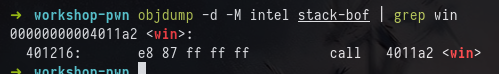 → workshop-pwn objdump -d -M intel stack-bof | grep win
00000000004011a2 <win>:
401216: e8 87 ff ff ff call 4011a2 <win>
→ workshop-pwn